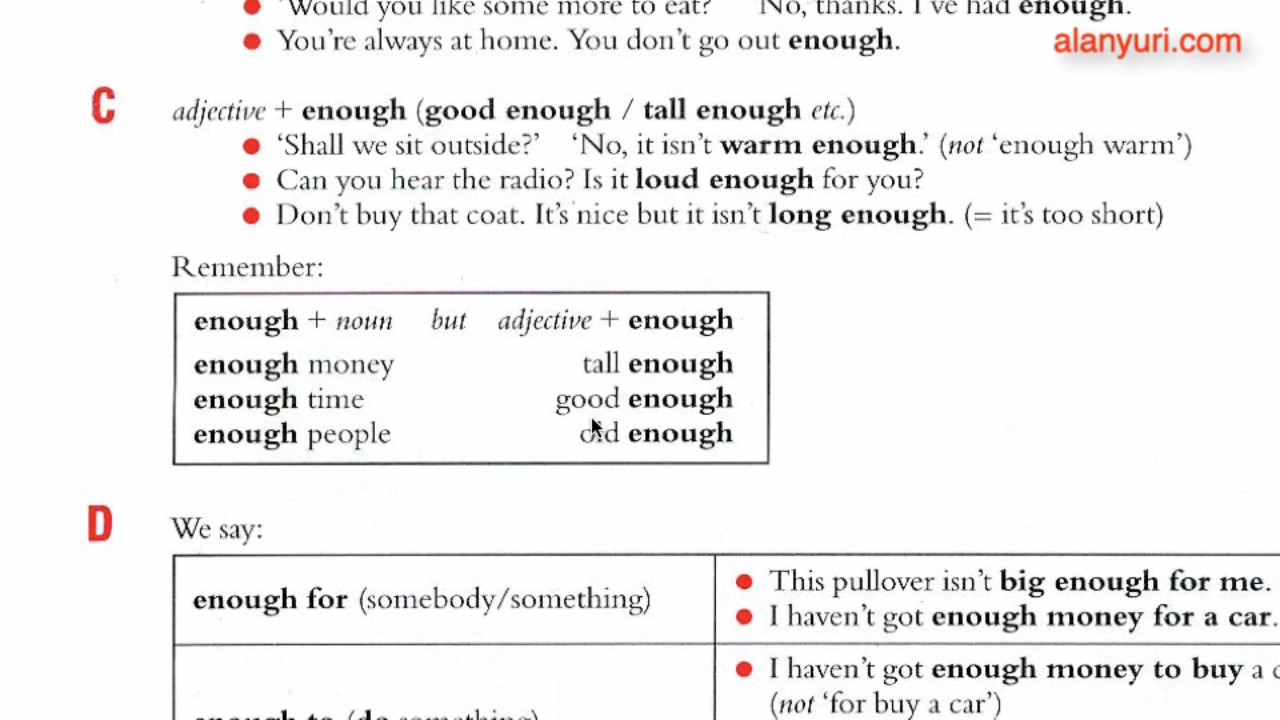 'Would you like some more to eat?' 'No, thanks. I've had enough.'
You're always at home. You don't go out enough.
alanyuri.com
C
adjective + enough (good enough / tall enough etc.)
'Shall we sit outside?' 'No, it isn't warm enough.' (not 'enough warm')
Can you hear the radio? Is it loud enough for you?
Don't buy that coat. It's nice but it isn't long enough. (= it's too short)
Remember:
enough + noun but adjective + enough
enough money tall enough
enough time good enough
enough people old enough
D
We say:
enough for (somebody/something)
This pullover isn't big enough for me.
I haven't got enough money for a car.
enough to (do something)
I haven't got enough money to buy a
(not 'for buy a car')